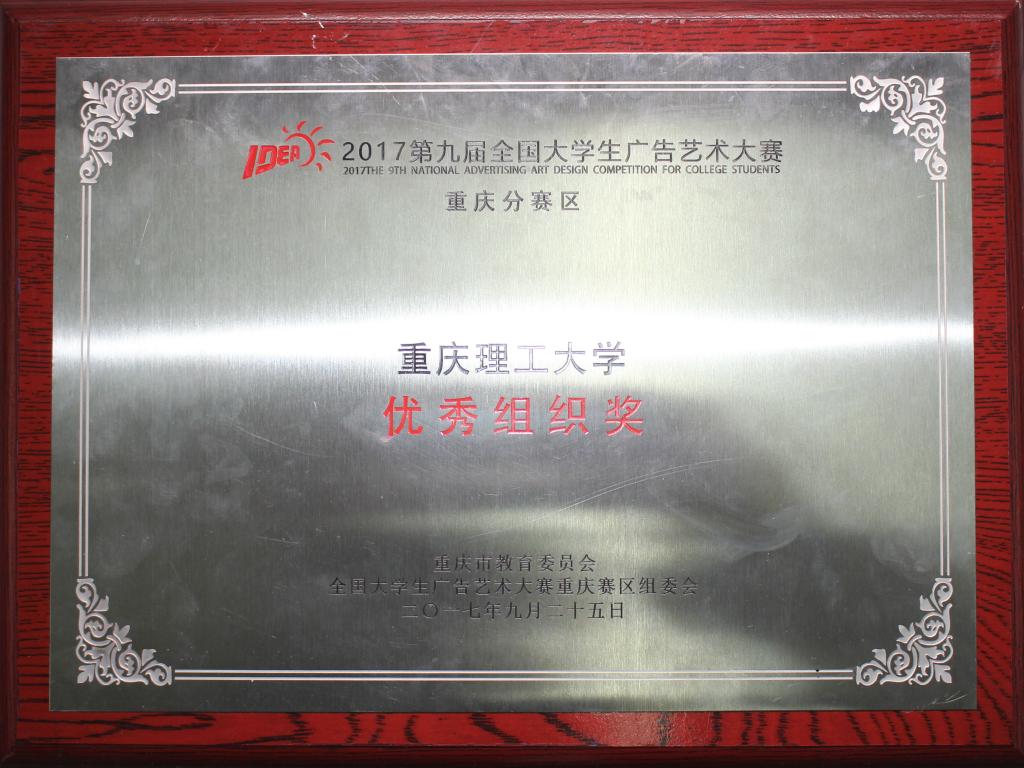 IDEA 2017第九届全国大学生广告艺术大赛
2017THE 9TH NATIONAL ADVERTISING ART DESIGN COMPETITION FOR COLLEGE STUDENTS
重庆分赛区
重庆理工大学
优秀组织奖
重庆市教育委员会
全国大学生广告艺术大赛重庆赛区组委会
二〇一七年九月二十五日